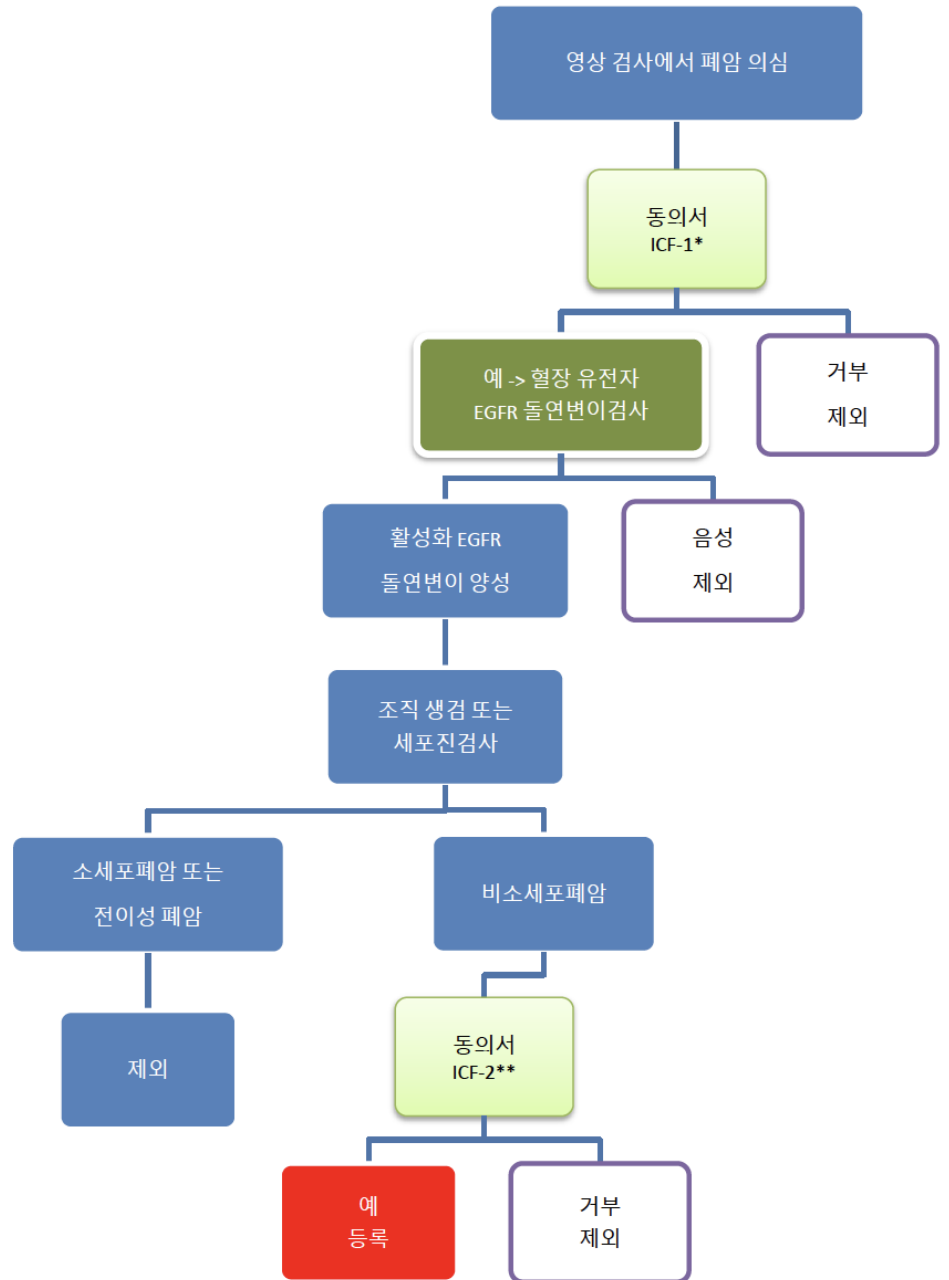 영상 검사에서 폐암 의심
동의서
ICF-1*
예 -> 혈장 유전자
EGFR 돌연변이검사
거부
제외
활성화 EGFR
돌연변이 양성
음성
제외
조직 생검 또는
세포진검사
소세포폐암 또는
전이성 폐암
비소세포폐암
제외
동의서
ICF-2**
예
등록
거부
제외